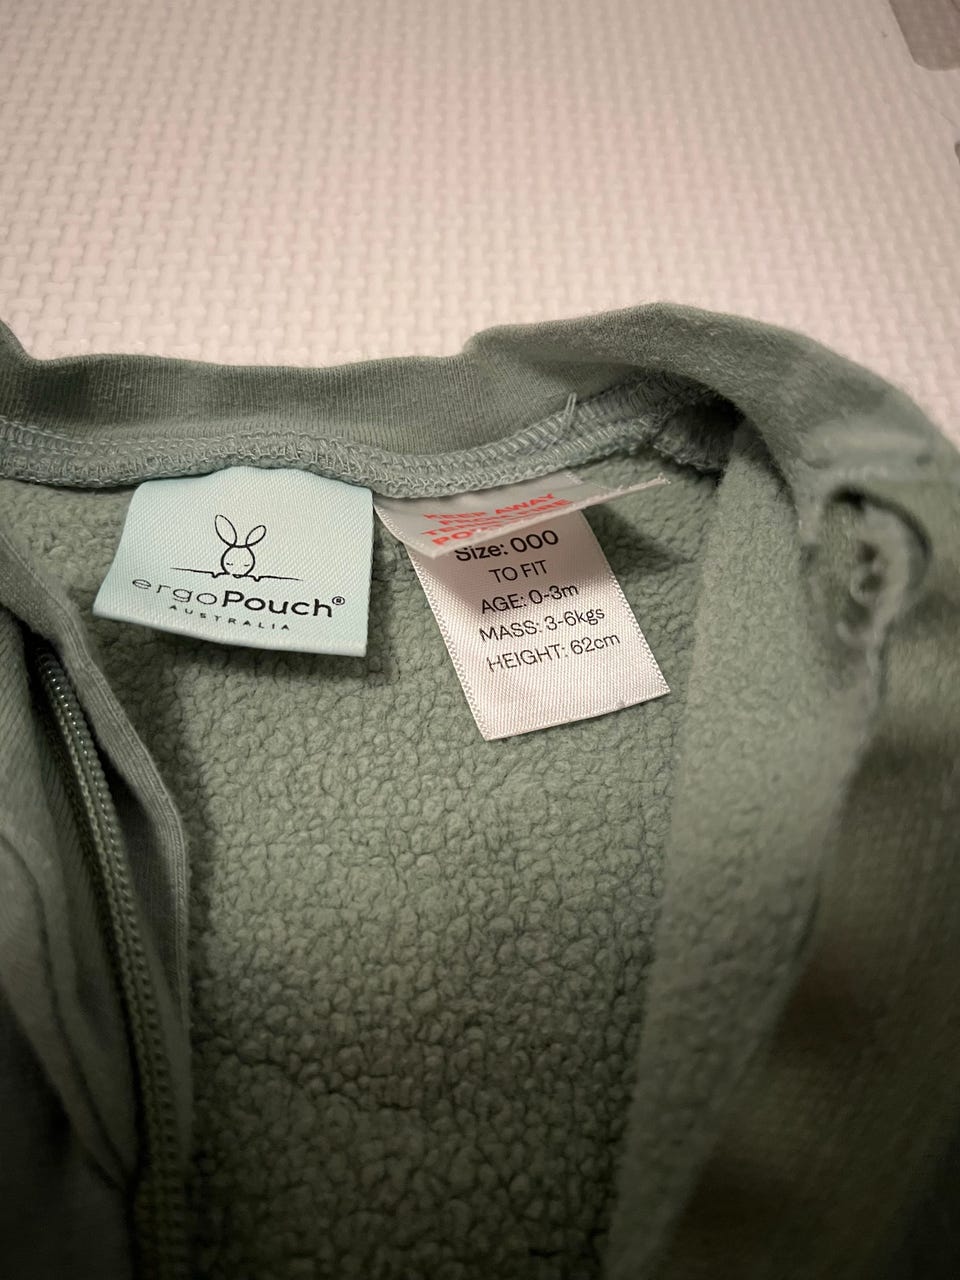 ergoPouch®
AUSTRALIA
KEEP AWAY
Size: 000
TO FIT
AGE: 0-3m
MASS: 3-6kgs
HEIGHT: 62cm